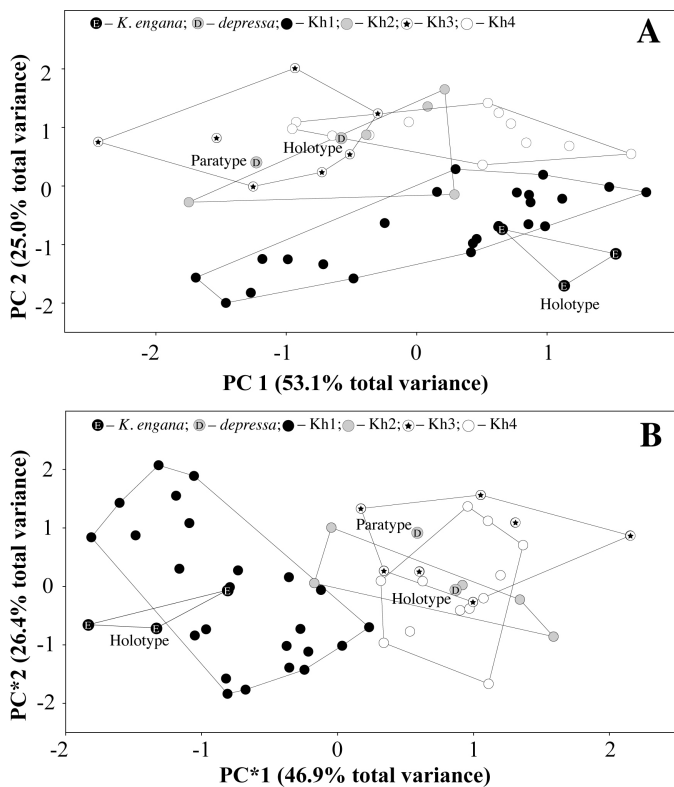 E – K. engana; D – depressa; – Kh1; – Kh2; – Kh3; – Kh4
A
PC 2 (25.0% total variance)
2
1
0
-1
-2
Paratype
Holotype
D
D
E
E
E
Holotype
-2
-1
0
1
PC 1 (53.1% total variance)
E – K. engana; D – depressa; – Kh1; – Kh2; – Kh3; – Kh4
B
PC*2 (26.4% total variance)
2
1
0
-1
-2
Paratype
D
E
D
Holotype
E
E
Holotype
-2
-1
0
1
2
PC*1 (46.9% total variance)